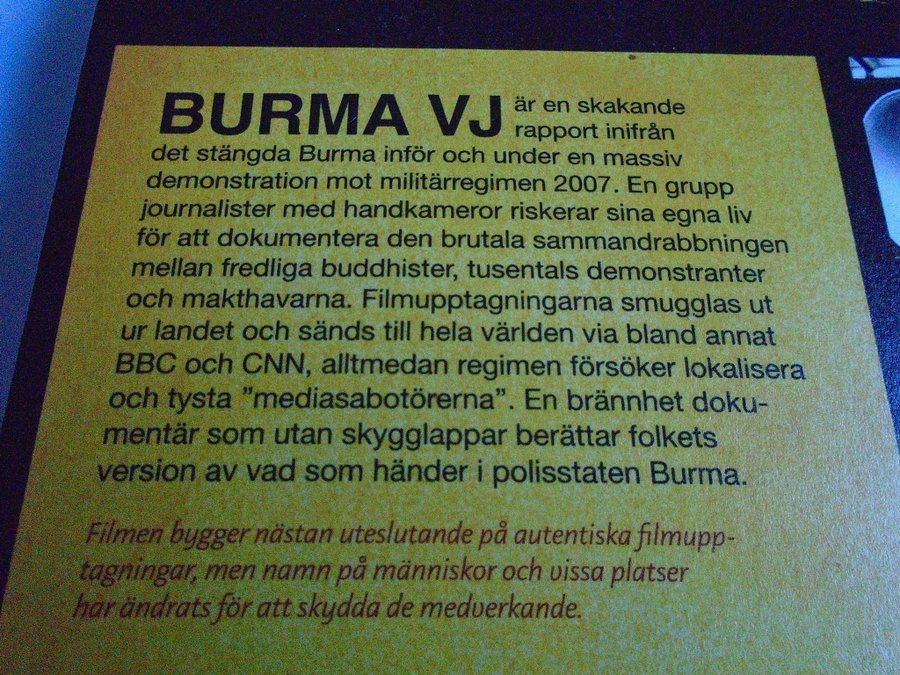 BURMA VJ är en skakande
rapport inifrån
det stängda Burma inför och under en massiv
demonstration mot militärregimen 2007. En grupp
journalister med handkameror riskerar sina egna liv
för att dokumentera den brutala sammandrabbningen
mellan fredliga buddhister, tusentals demonstranter
och makthavarna. Filmupptagningarna smugglas ut
ur landet och sänds till hela världen via bland annat
BBC och CNN, alltmedan regimen försöker lokalisera
och tysta ”mediasabotörerna”. En brännhet doku-
mentär som utan skygglappar berättar folkets
version av vad som händer i polisstaten Burma.
Filmen bygger nästan uteslutande på autentiska filmupp-
tagningar, men namn på människor och vissa platser
har ändrats för att skydda de medverkande.